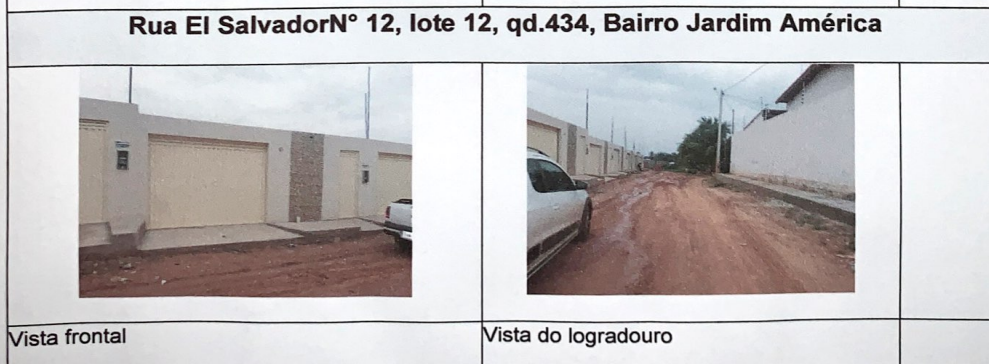 Rua El SalvadorN° 12, lote 12, qd.434, Bairro Jardim América
Vista frontal
Vista do logradouro